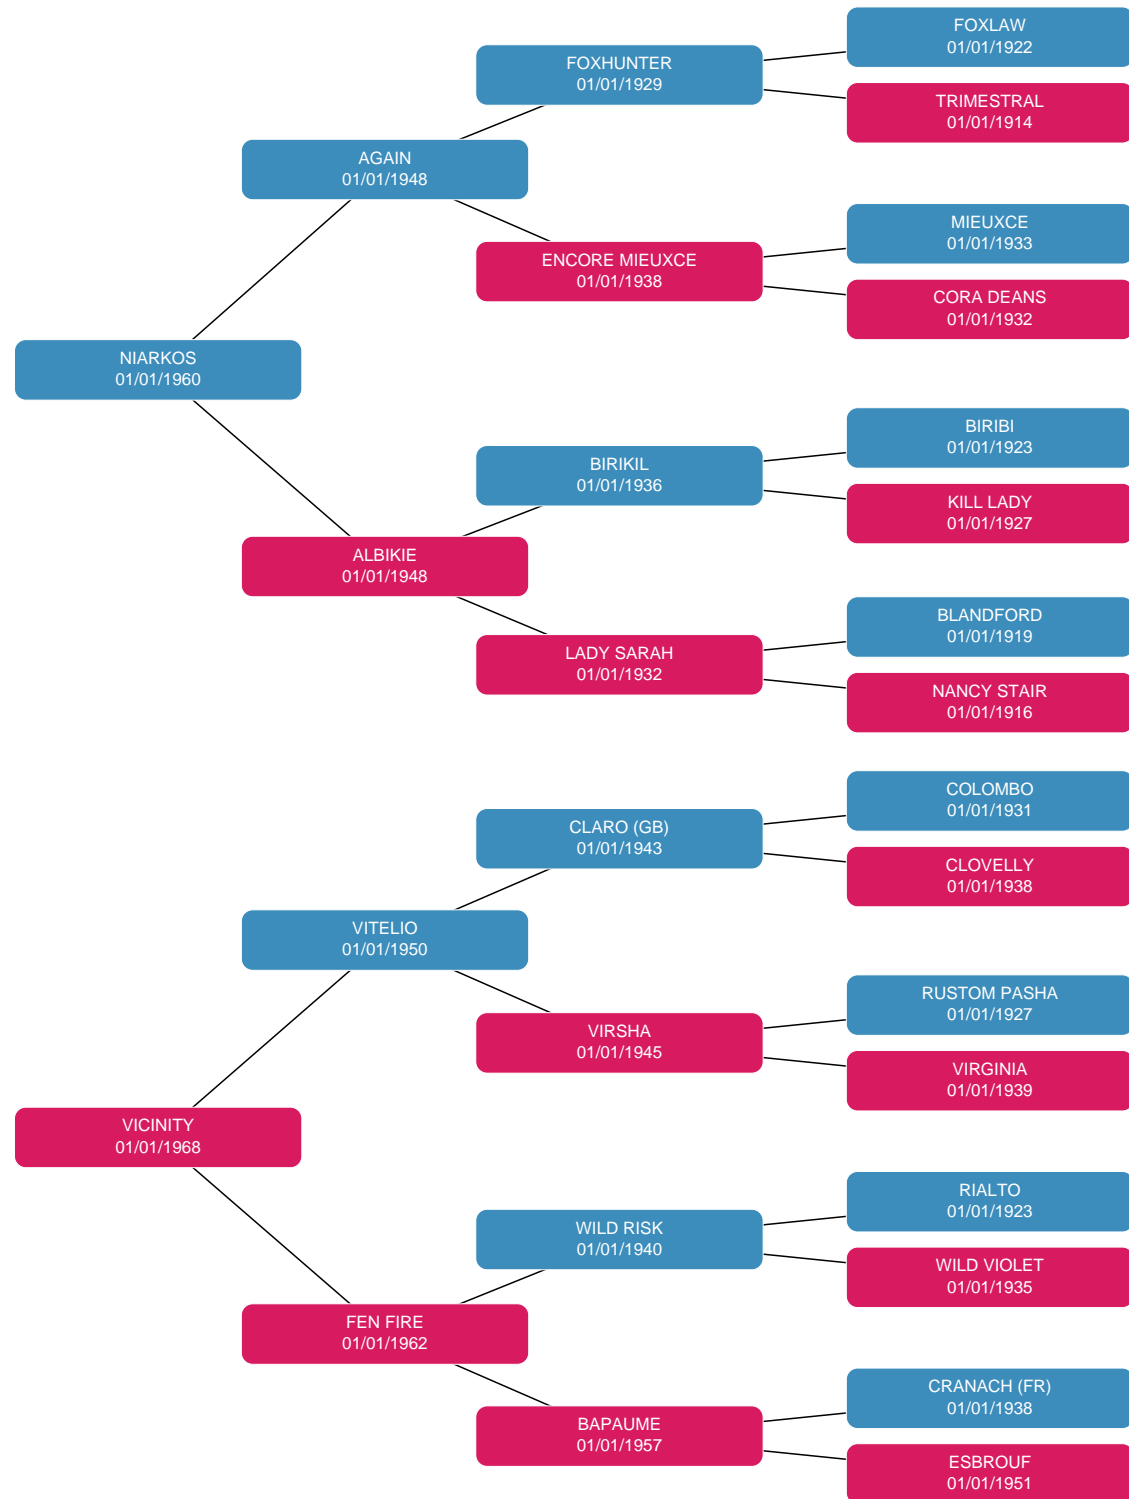 FOXLAW
01/01/1922
FOXHUNTER
01/01/1929
TRIMESTRAL
01/01/1914
AGAIN
01/01/1948
MIEUXCE
01/01/1933
ENCORE MIEUXCE
01/01/1938
CORA DEANS
01/01/1932
NIARKOS
01/01/1960
BIRIBI
01/01/1923
BIRIKIL
01/01/1936
KILL LADY
01/01/1927
ALBIKIE
01/01/1948
BLANDFORD
01/01/1919
LADY SARAH
01/01/1932
NANCY STAIR
01/01/1916
COLOMBO
01/01/1931
CLARO (GB)
01/01/1943
CLOVELLY
01/01/1938
VITELIO
01/01/1950
RUSTOM PASHA
01/01/1927
VIRSHA
01/01/1945
VIRGINIA
01/01/1939
VICINITY
01/01/1968
RIALTO
01/01/1923
WILD RISK
01/01/1940
WILD VIOLET
01/01/1935
FEN FIRE
01/01/1962
CRANACH (FR)
01/01/1938
BAPAUME
01/01/1957
ESBROUF
01/01/1951